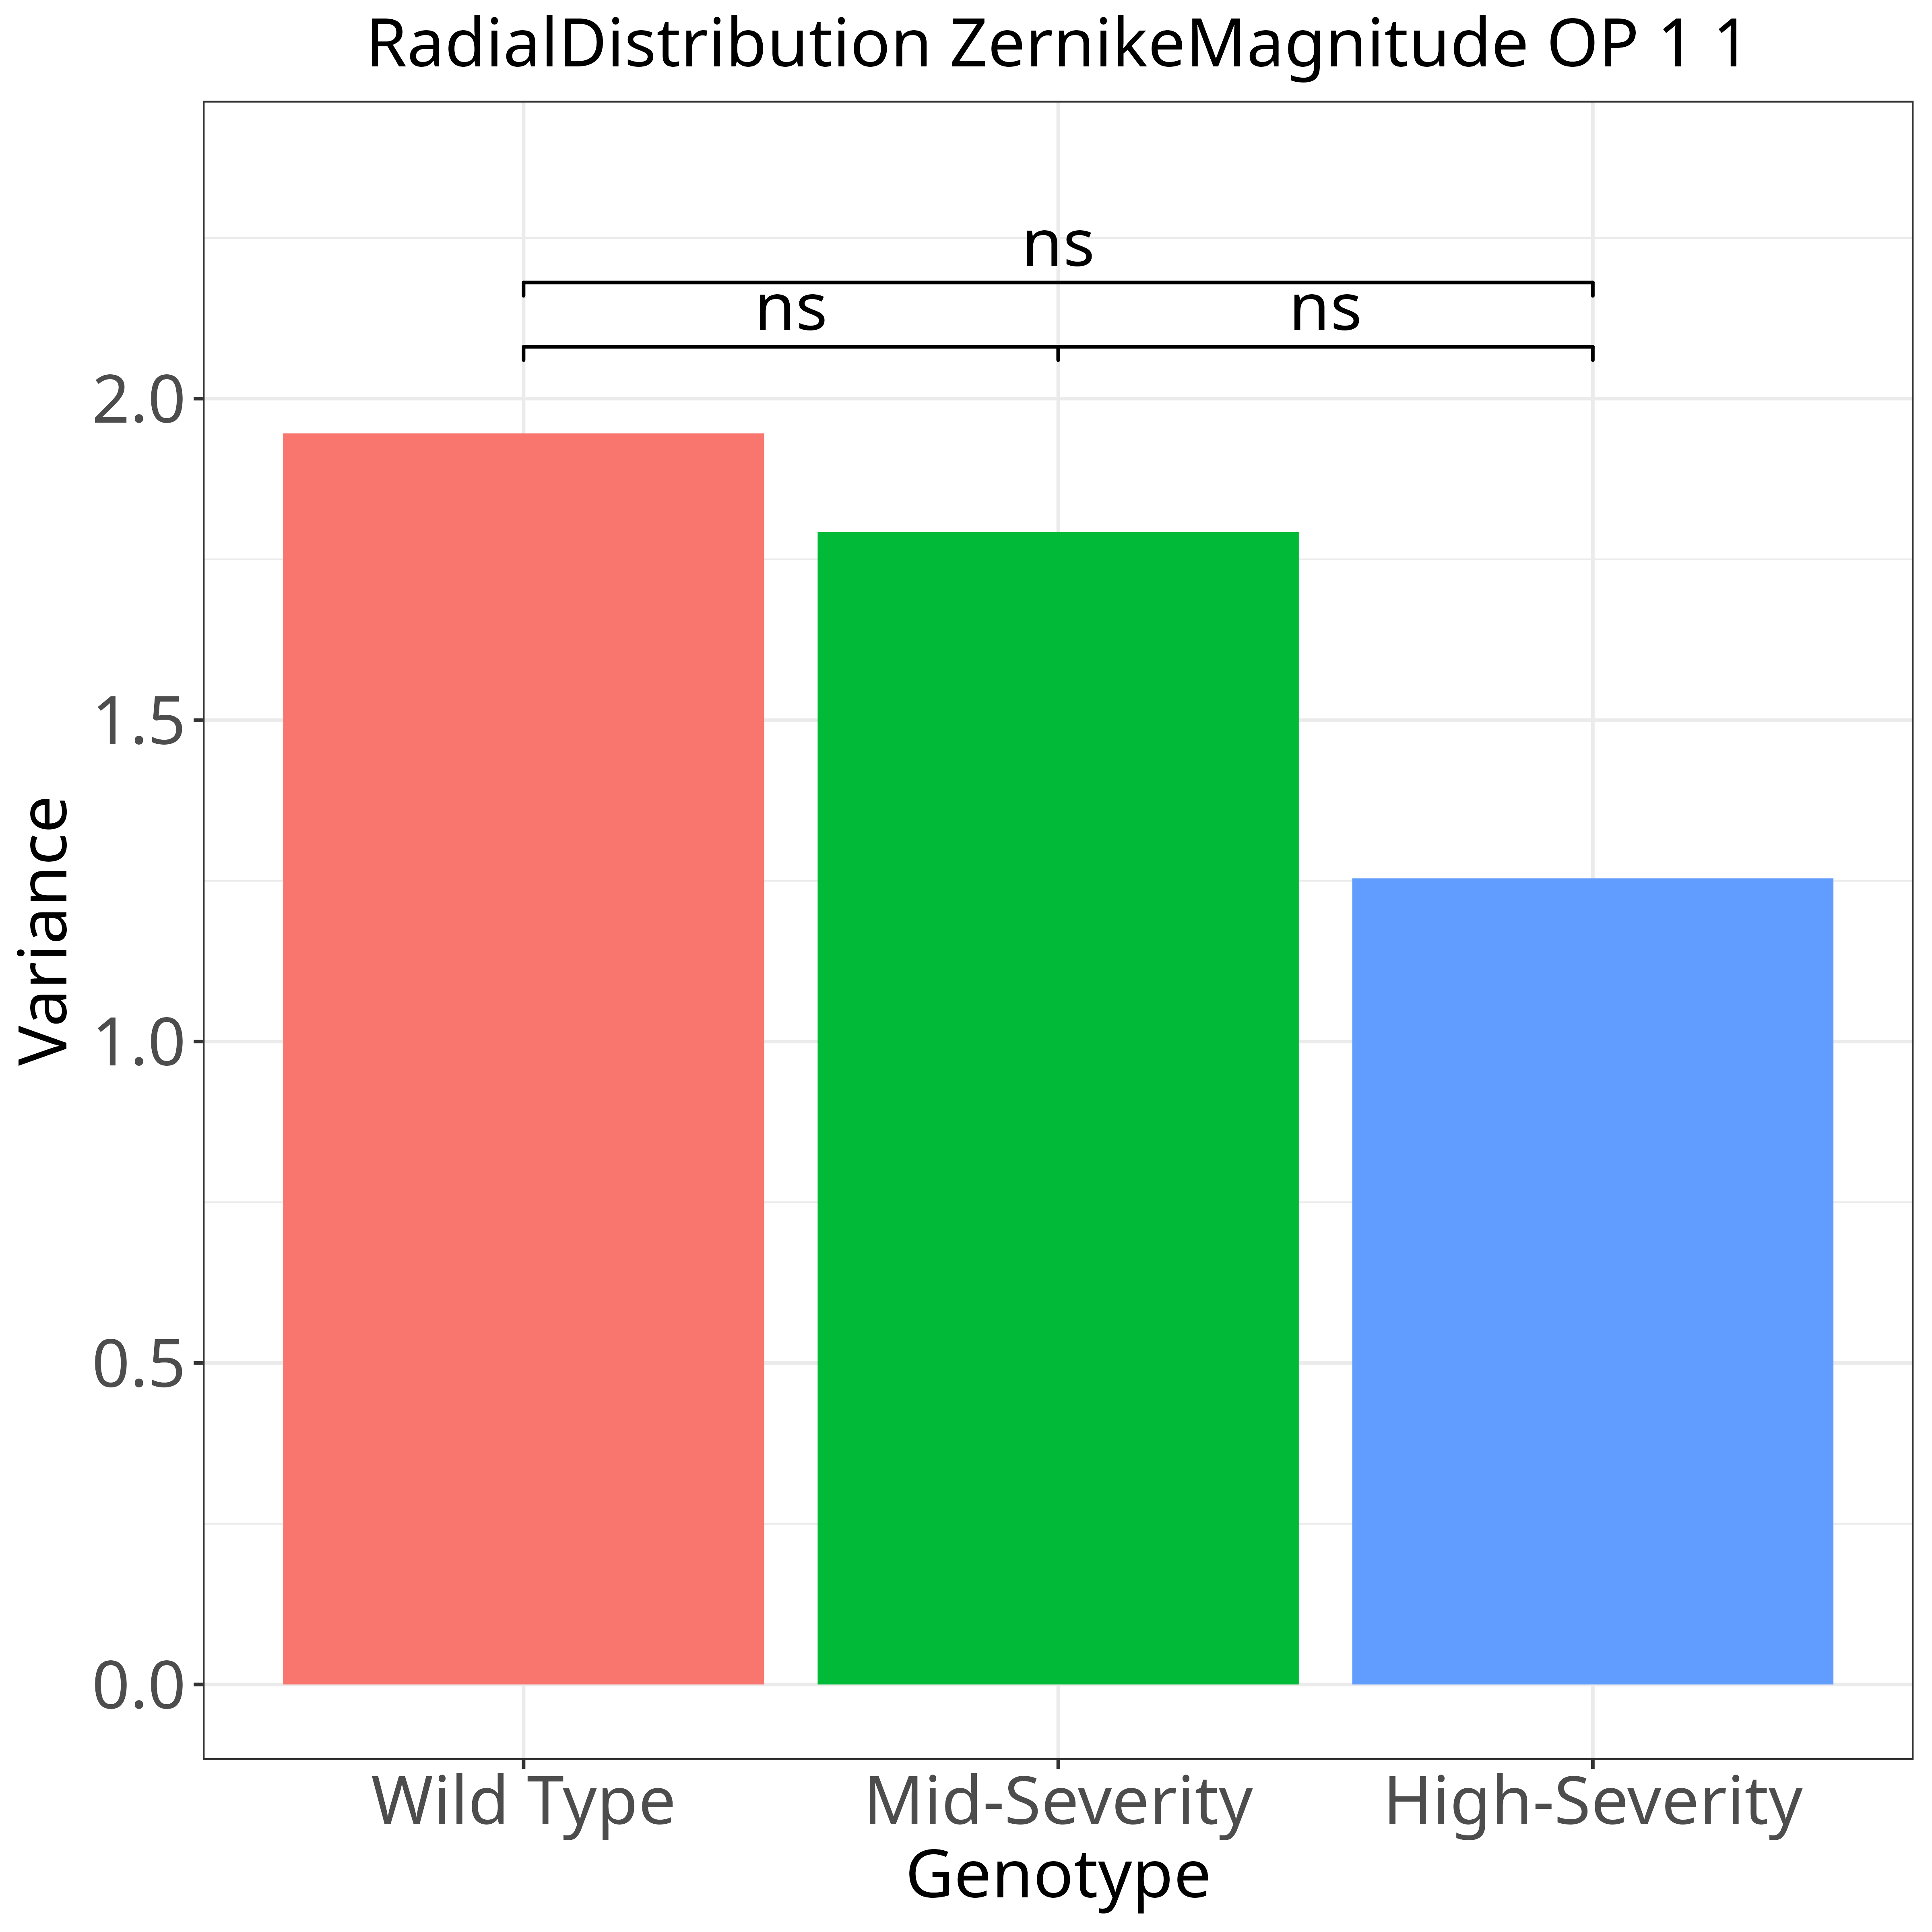 RadialDistribution ZernikeMagnitude OP 1 1
ns
ns ns
2.0
1.5
1.0
0.5
0.0
Variance
Wild Type Mid-Severity High-Severity
Genotype